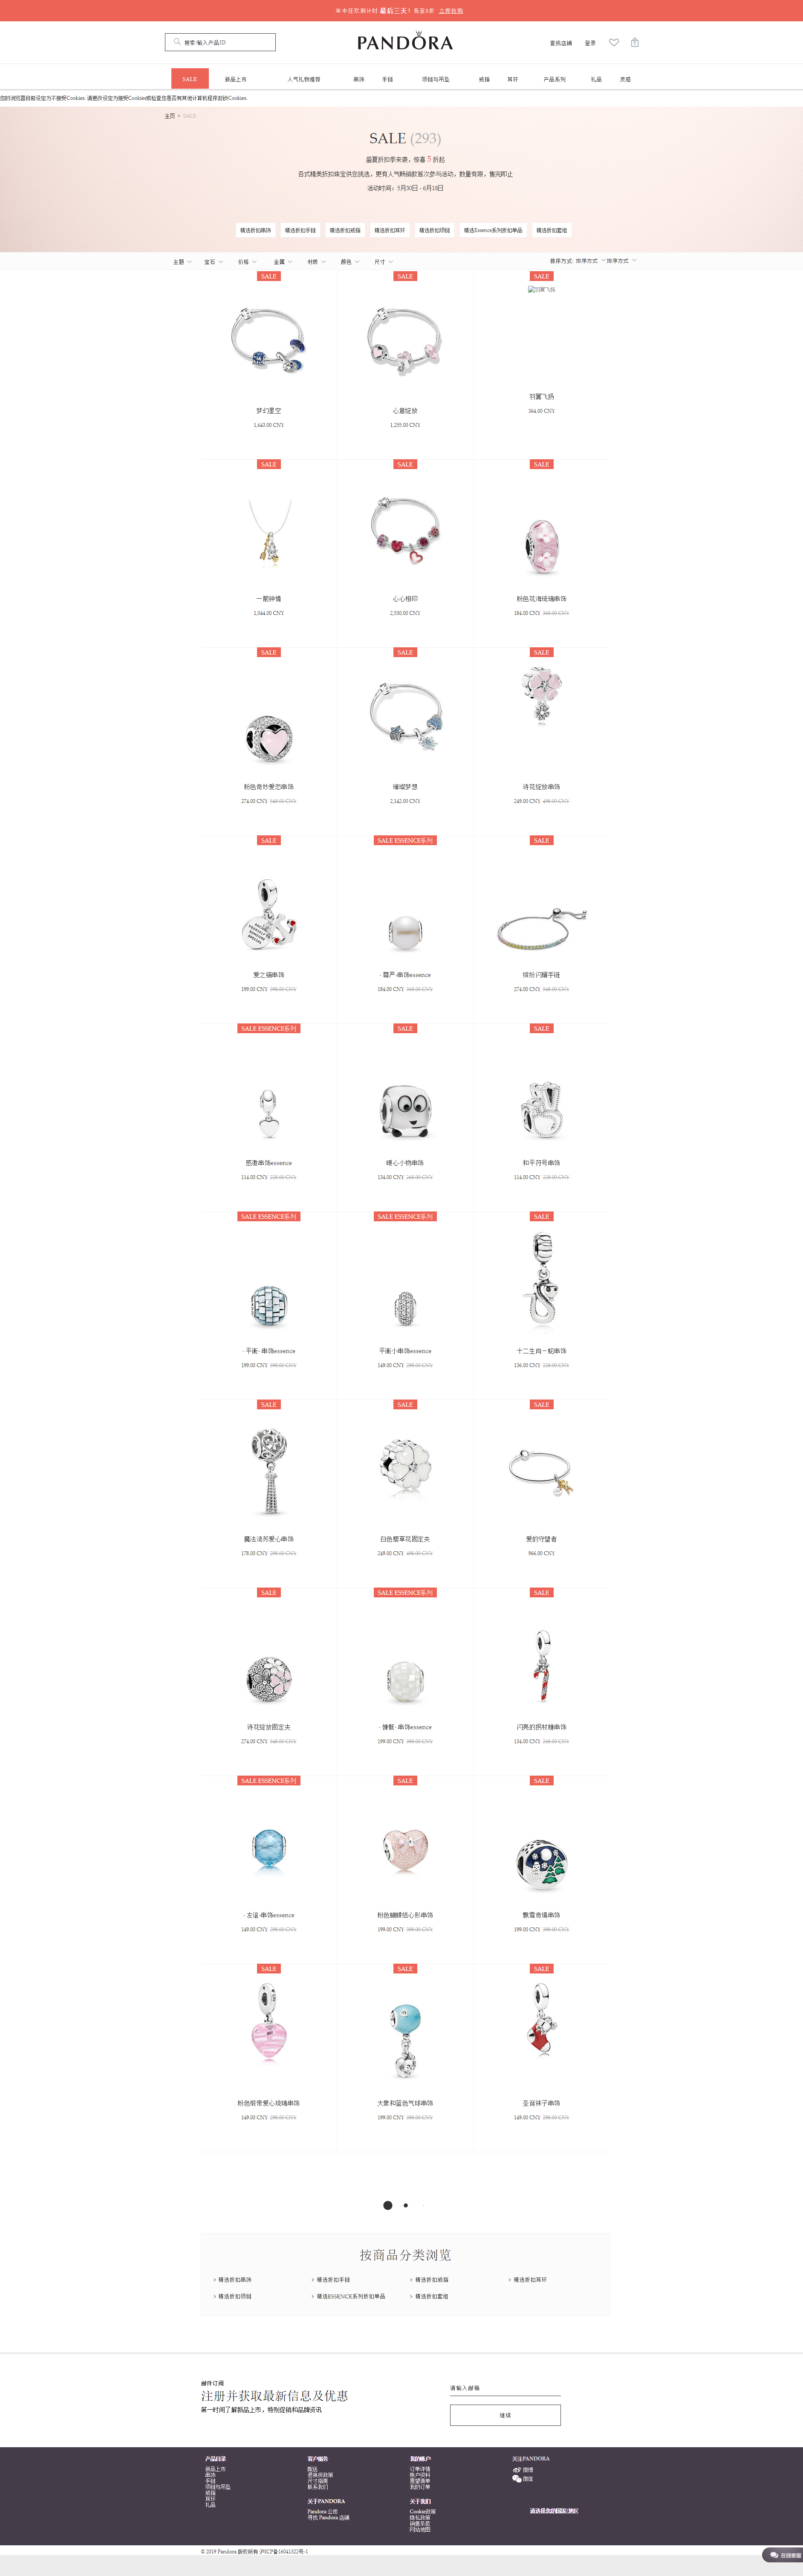 年中狂欢倒计时 最后三天！低至5折 立即抢购
搜索/输入产品ID
PANDÖRA
查找店铺 登录
SALE 新品上市 人气礼物推荐 串饰 手链 项链与吊坠 戒指 耳环 产品系列 礼品 灵感
您的浏览器目前设定为不接受Cookies. 请更改设定为接受Cookies或检查您是否有其他计算机程序封锁Cookies.
主页 > SALE
SALE (293)
盛夏折扣季来袭，惊喜 5 折起
各式精美折扣珠宝供您挑选，更有人气畅销款首次参与活动，数量有限，售完即止
活动时间：5月30日 - 6月18日
精选折扣串饰 精选折扣手链 精选折扣戒指 精选折扣耳环 精选折扣项链 精选Essence系列折扣单品 精选折扣套组
主题 宝石 价格 金属 材质 颜色 尺寸 排序方式: 排序方式 排序方式
SALE SALE SALE
羽翼飞扬
梦幻星空 心意绽放 羽翼飞扬
1,643.00 CNY 1,255.00 CNY 364.00 CNY
SALE SALE SALE
一箭钟情 心心相印 粉色花海琉璃串饰
1,044.00 CNY 2,530.00 CNY 184.00 CNY 368.00 CNY
SALE SALE SALE
粉色奇妙爱恋串饰 璀璨梦想 诗花绽放串饰
274.00 CNY 548.00 CNY 2,142.00 CNY 249.00 CNY 498.00 CNY
SALE SALE ESSENCE系列 SALE
爱之锚串饰 - 尊严-串饰essence 缤纷闪耀手链
199.00 CNY 398.00 CNY 184.00 CNY 368.00 CNY 274.00 CNY 548.00 CNY
SALE ESSENCE系列 SALE SALE
感激串饰essence 暖心小物串饰 和平符号串饰
114.00 CNY 228.00 CNY 134.00 CNY 268.00 CNY 114.00 CNY 228.00 CNY
SALE ESSENCE系列 SALE ESSENCE系列 SALE
- 平衡- 串饰essence 平衡小串饰essence 十二生肖－蛇串饰
199.00 CNY 398.00 CNY 149.00 CNY 298.00 CNY 136.00 CNY 228.00 CNY
SALE SALE SALE
魔法流苏爱心串饰 白色樱草花固定夹 爱的守望者
178.00 CNY 298.00 CNY 249.00 CNY 498.00 CNY 966.00 CNY
SALE SALE ESSENCE系列 SALE
诗花绽放固定夹 - 慷慨- 串饰essence 闪亮的拐杖糖串饰
274.00 CNY 548.00 CNY 199.00 CNY 398.00 CNY 134.00 CNY 268.00 CNY
SALE ESSENCE系列 SALE SALE
- 友谊-串饰essence 粉色蝴蝶结心形串饰 飘雪奇境串饰
149.00 CNY 298.00 CNY 199.00 CNY 398.00 CNY 199.00 CNY 398.00 CNY
SALE SALE SALE
粉色缎带爱心琉璃串饰 大象和蓝色气球串饰 圣诞袜子串饰
149.00 CNY 298.00 CNY 199.00 CNY 398.00 CNY 149.00 CNY 298.00 CNY
按商品分类浏览
> 精选折扣串饰 > 精选折扣手链 > 精选折扣戒指 > 精选折扣耳环
> 精选折扣项链 > 精选ESSENCE系列折扣单品 > 精选折扣套组
邮件订阅
注册并获取最新信息及优惠
第一时间了解新品上市，特别促销和品牌资讯
请输入邮箱
继续
产品目录 客户服务 我的帐户 关注PANDORA
新品上市 配送 订单详情 微博
串饰 退换货政策 帐户资料
手链 尺寸指南 愿望清单 微信
项链与吊坠 联系我们 我的订单
戒指
耳环 关于PANDORA 关于我们
礼品
Pandora 公司 Cookie政策 请选择您的国家/地区
寻找 Pandora 店铺 隐私政策
销售条款
网站地图
© 2019 Pandora 版权所有 沪ICP备16041322号-1
在线客服